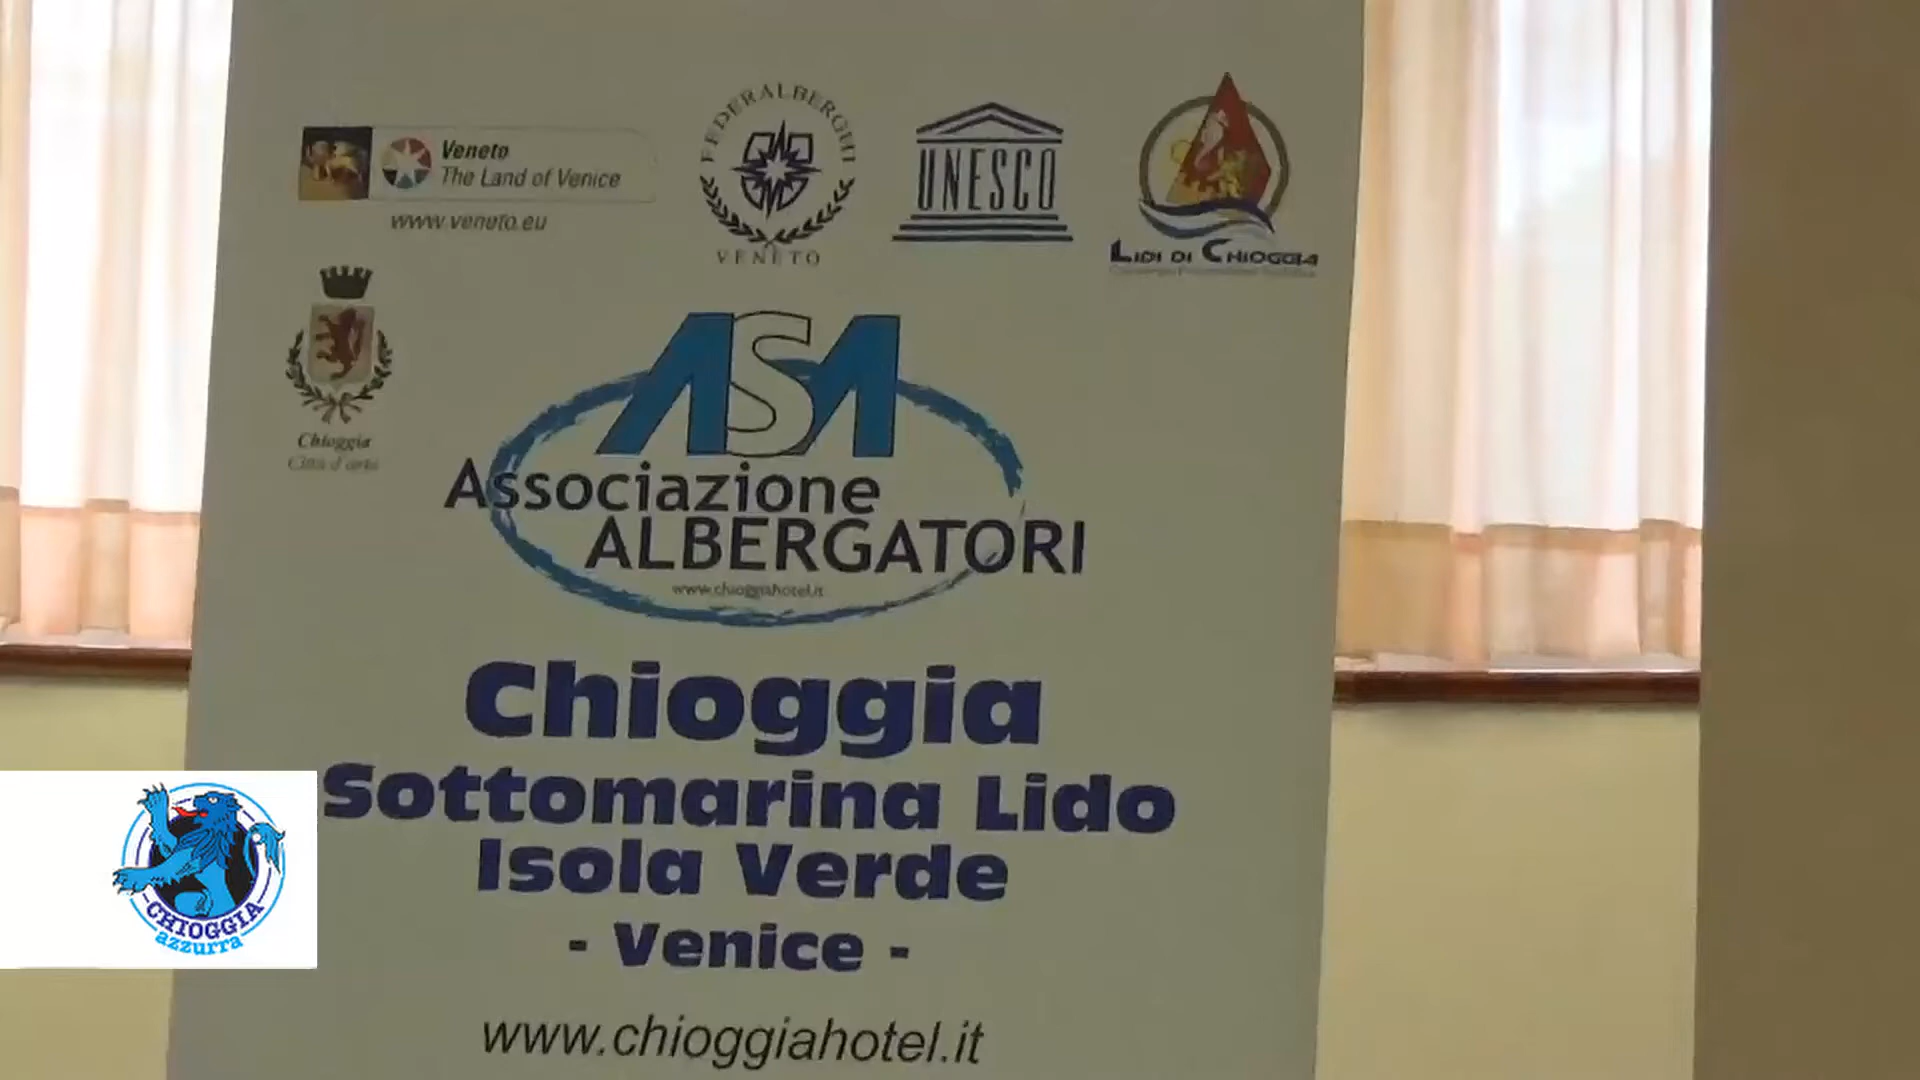 Veneto
The Land of Venice
www.veneto.eu
FEDERALBERGHI
VENETO
UNESCO
LIDI DI CHIOGGIA
Chioggia
Città d'arte
ASA
Associazione
ALBERGATORI
www.chioggiahotel.it
Chioggia
Sottomarina Lido
Isola Verde
- Venice -
www.chioggiahotel.it
CHIOGGIA
azzurra